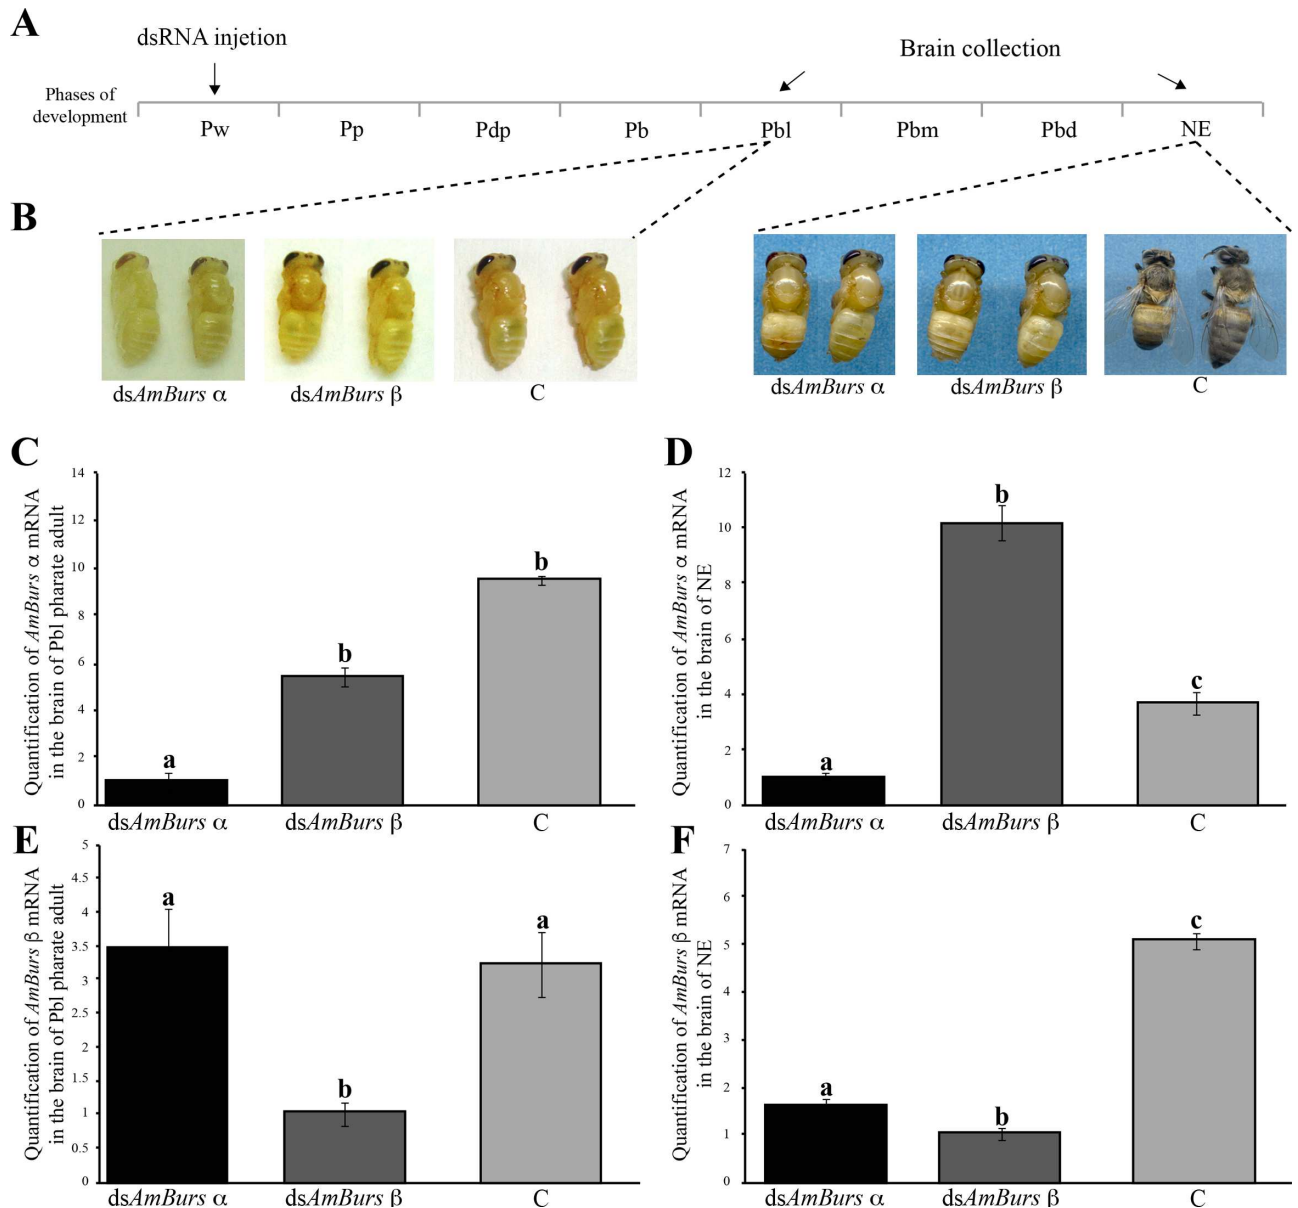 A
dsRNA injetion
Brain collection
Phases of
development
Pw
Pp
Pdp
Pb
Pbl
Pbm
Pbd
NE
B
dsAmBurs α
dsAmBurs β
C
dsAmBurs α
dsAmBurs β
C
C
Quantification of AmBurs α mRNA
in the brain of Pbl pharate adult
14
12
10
8
6
4
2
0
a
b
b
dsAmBurs α
dsAmBurs β
C
D
Quantification of AmBurs α mRNA
in the brain of NE
12
10
8
6
4
2
0
a
b
c
dsAmBurs α
dsAmBurs β
C
E
Quantification of AmBurs β mRNA
in the brain of Pbl pharate adult
5
4.5
4
3.5
3
2.5
2
1.5
1
0.5
0
a
b
a
dsAmBurs α
dsAmBurs β
C
F
Quantification of AmBurs β mRNA
in the brain of NE
7
6
5
4
3
2
1
0
a
b
c
dsAmBurs α
dsAmBurs β
C